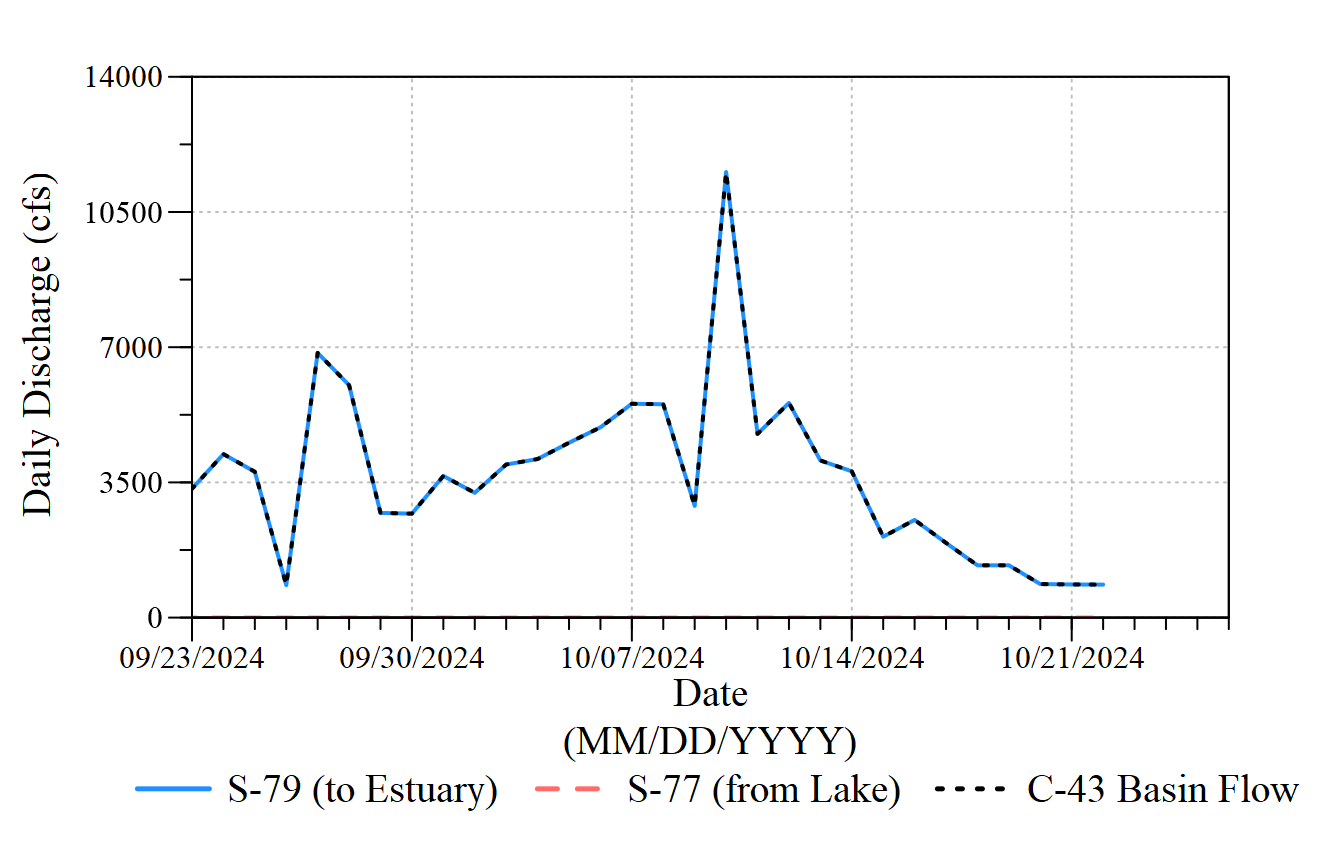 14000
10500
7000
3500
0
Daily Discharge (cfs)
09/23/2024 09/30/2024 10/07/2024 10/14/2024 10/21/2024
Date
(MM/DD/YYYY)
S-79 (to Estuary) S-77 (from Lake) C-43 Basin Flow